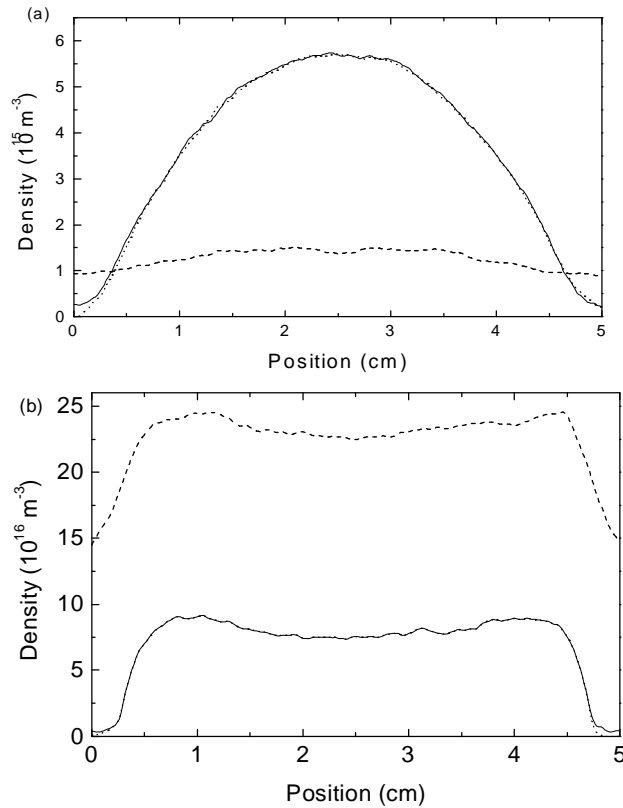 (a)
6
5
4
3
2
1
0
Density (10^15 m^-3)
0 1 2 3 4 5
Position (cm)
(b)
25
20
15
10
5
0
Density (10^16 m^-3)
0 1 2 3 4 5
Position (cm)